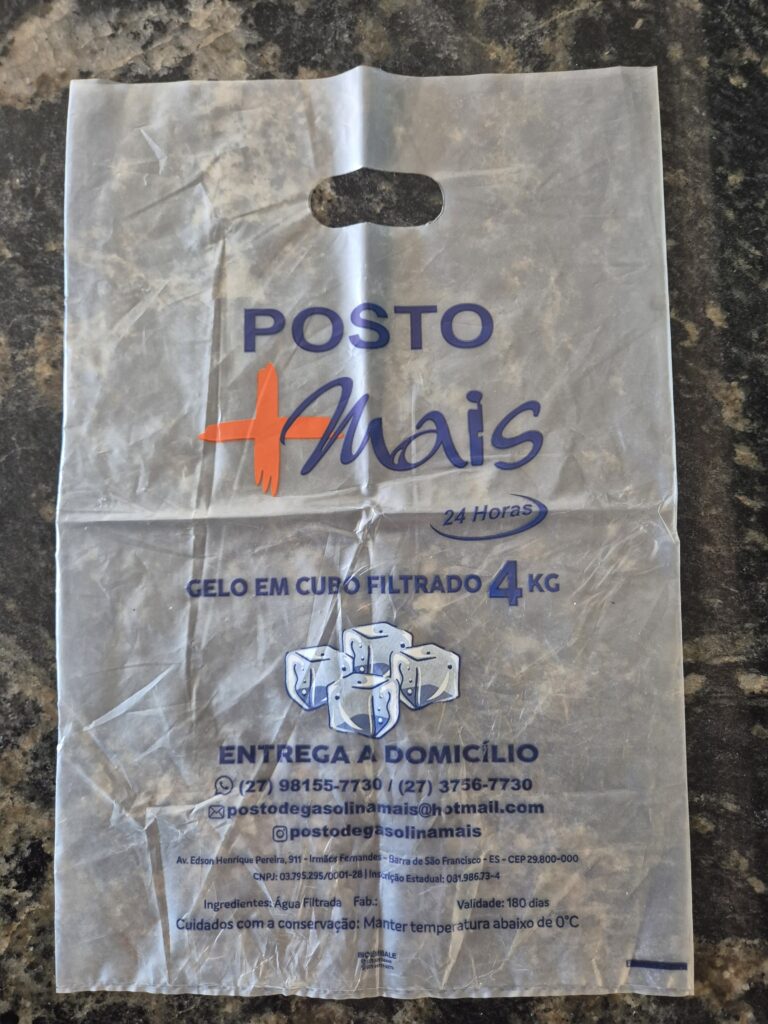 POSTO
+Mais
24 Horas
GELO EM CUBO FILTRADO 4 KG
ENTREGA A DOMICÍLIO
(27) 98155-7730 / (27) 3756-7730
postodegasolinamais@hotmail.com
postodegasolinamais
Av. Edson Henrique Pereira, 911 - Irmãos Fernandes - Barra de São Francisco - ES - CEP 29.800-000
CNPJ: 03.795.295/0001-28 | Inscrição Estadual: 081.986.73-4
Ingredientes: Água Filtrada Fab.: Validade: 180 dias
Cuidados com a conservação: Manter temperatura abaixo de 0°C